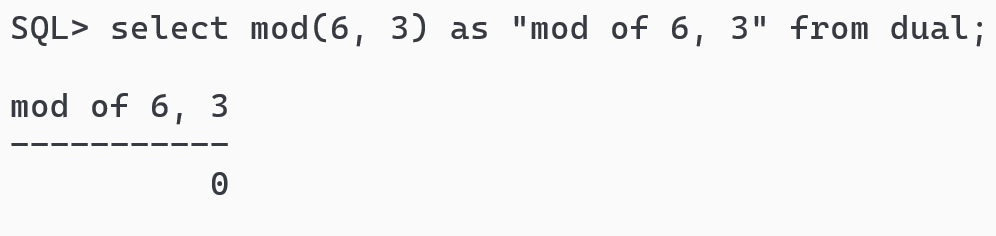 SQL> select mod(6, 3) as "mod of 6, 3" from dual;
mod of 6, 3
-----------
0